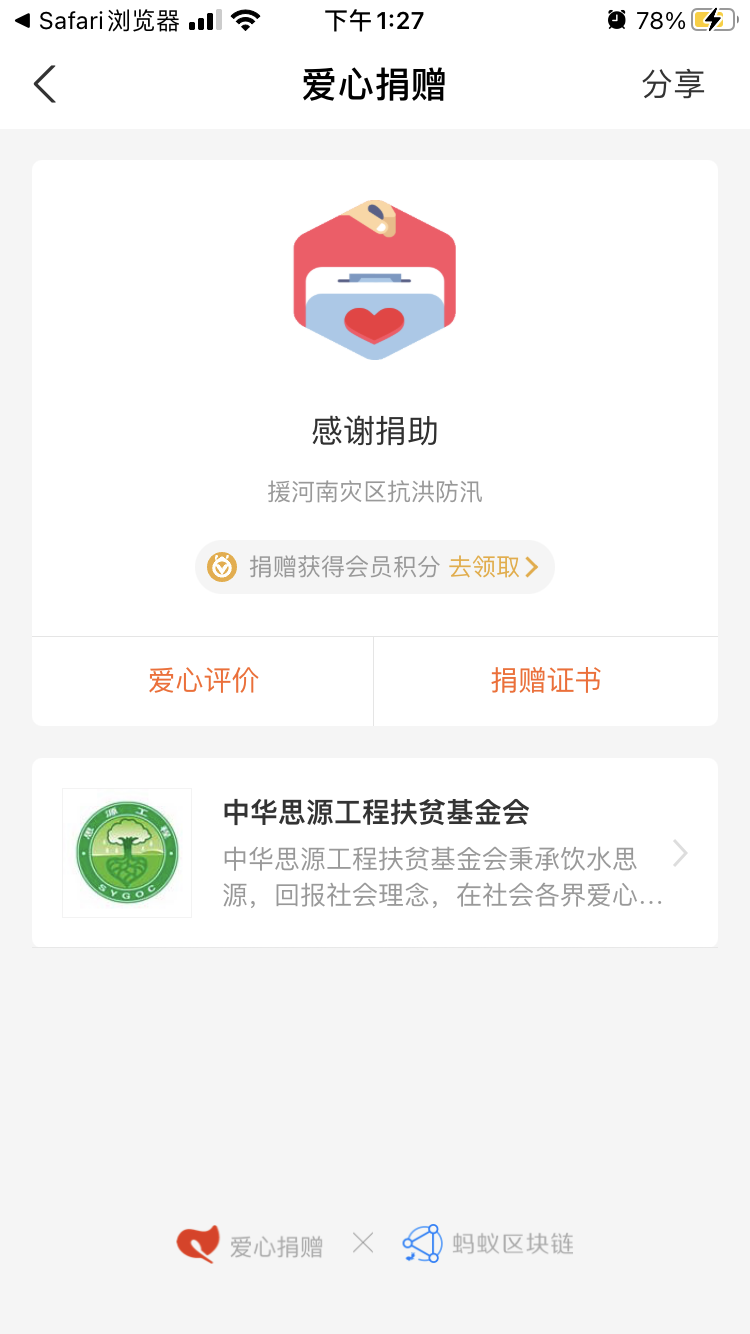 Safari浏览器
下午1:27
78%
爱心捐赠
分享
感谢捐助
援河南灾区抗洪防汛
捐赠获得会员积分 去领取
爱心评价
捐赠证书
思源工程
SYGOC
中华思源工程扶贫基金会
中华思源工程扶贫基金会秉承饮水思
源，回报社会理念，在社会各界爱心...
爱心捐赠
蚂蚁区块链